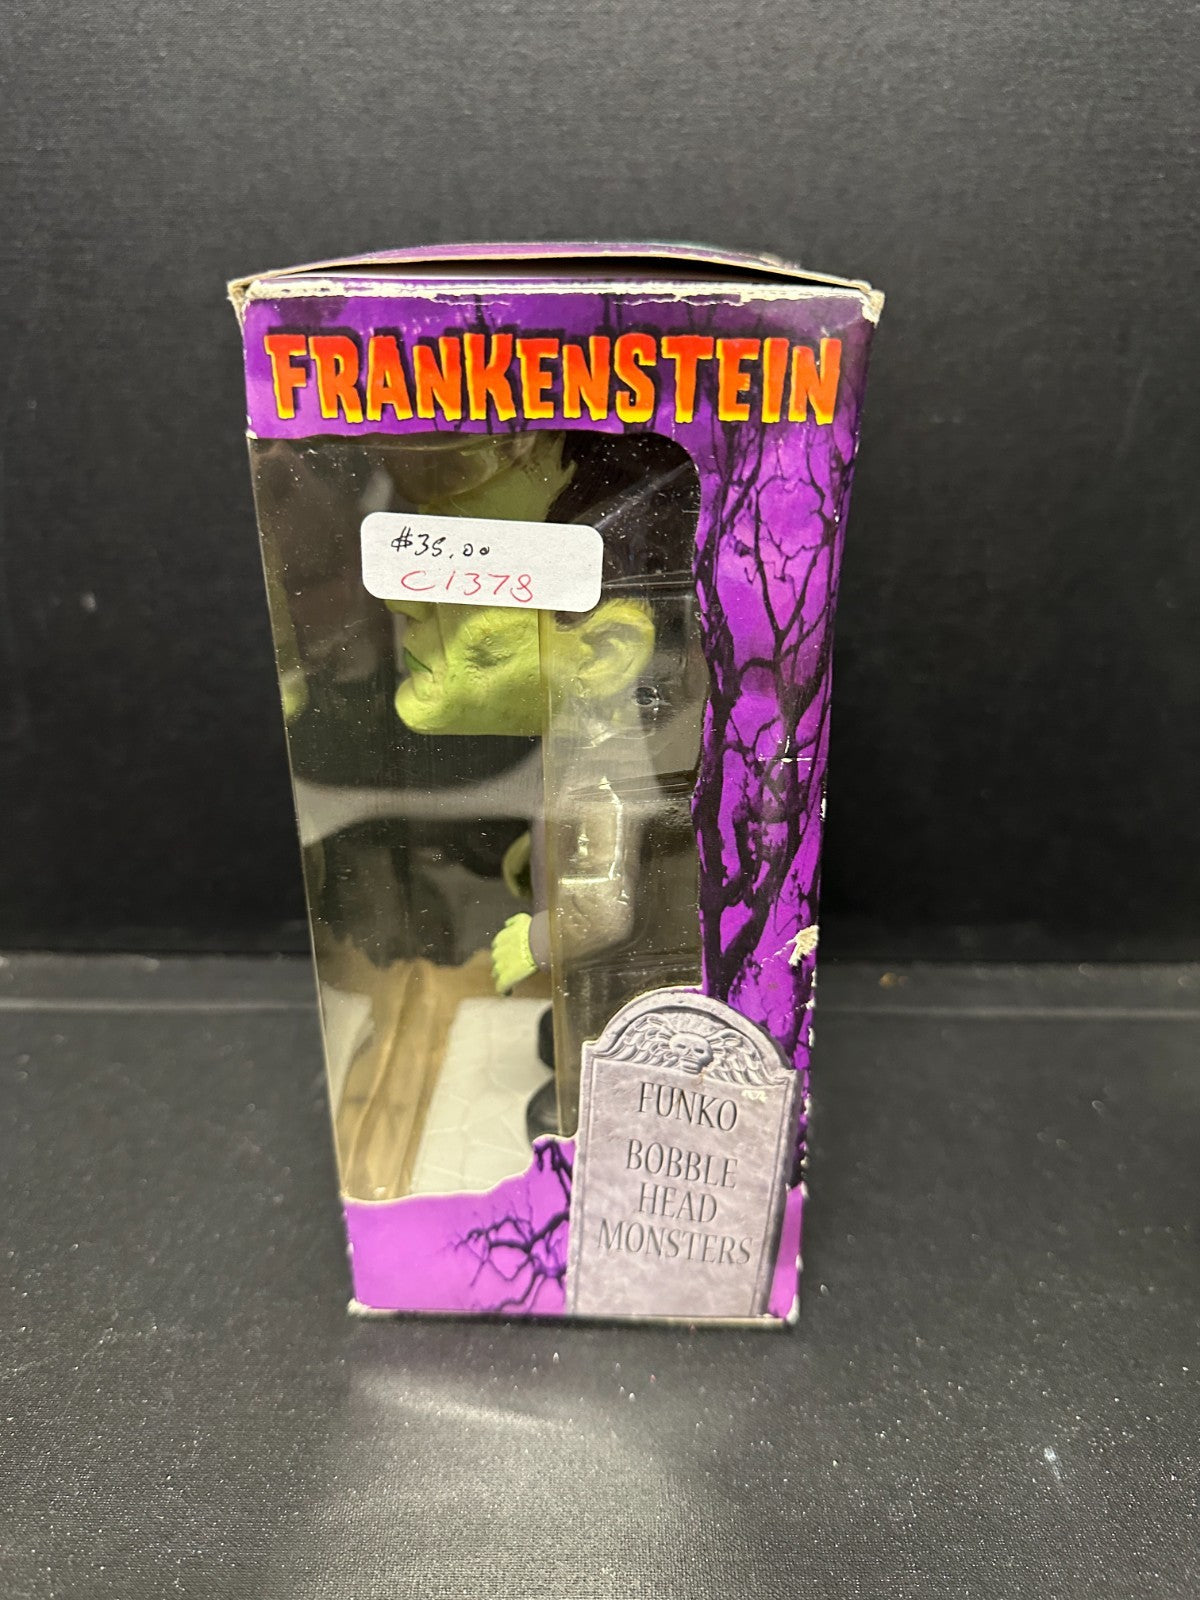 FRANKENSTEIN
$35.00
C1378
FUNKO
BOBBLE
HEAD
MONSTERS